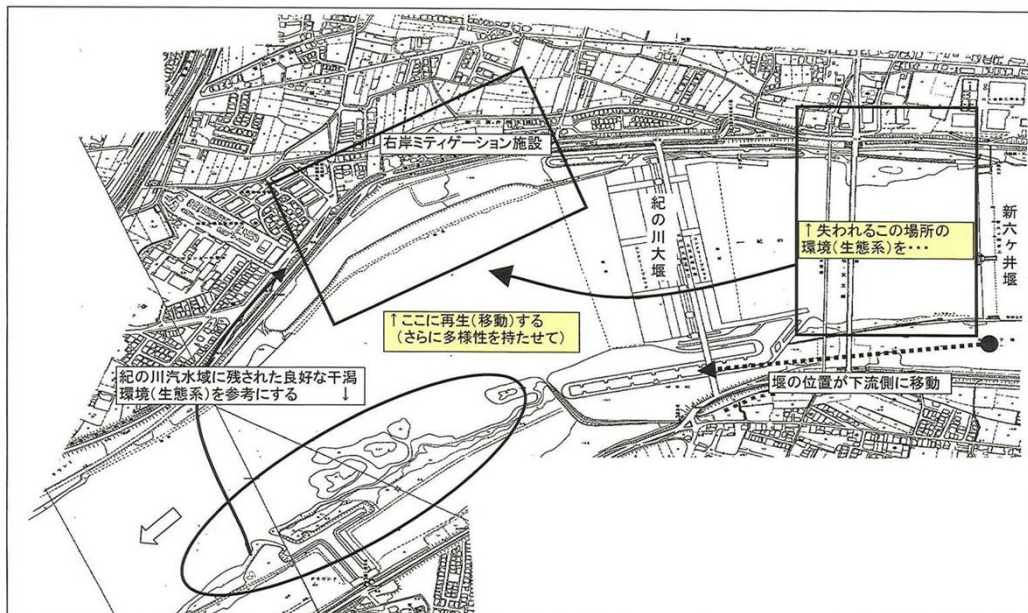 右岸ミティゲーション施設
紀の川大堰
新六ヶ井堰
↑失われるこの場所の
環境(生態系)を・・・
↑ここに再生(移動)する
(さらに多様性を持たせて)
紀の川汽水域に残された良好な干潟
環境(生態系)を参考にする ↓
堰の位置が下流側に移動